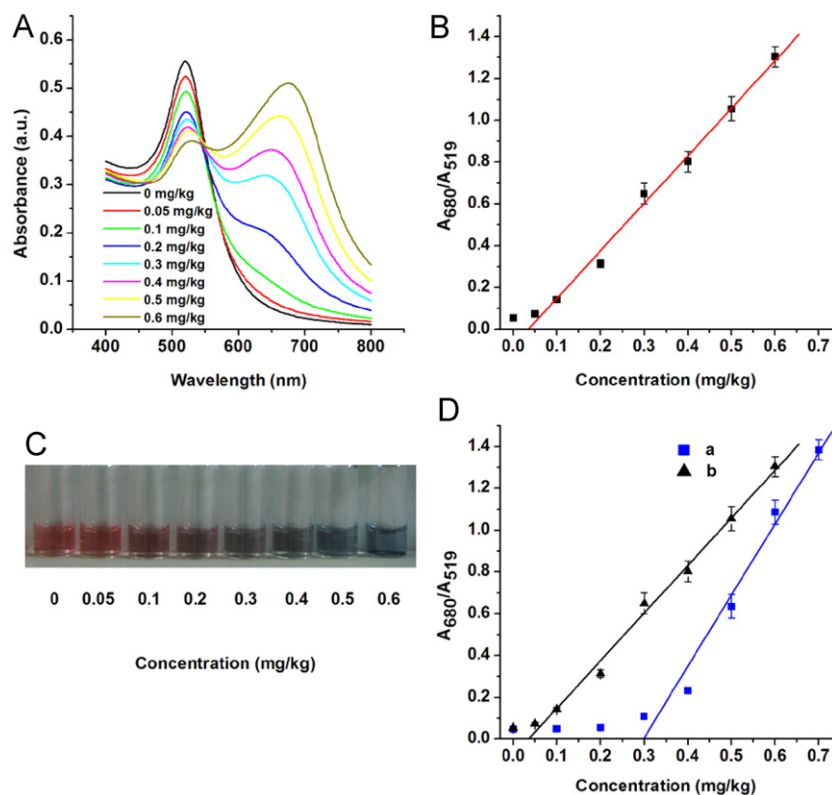 A
Absorbance (a.u.)
0.6
0.5
0.4
0.3
0.2
0.1
0.0
0 mg/kg
0.05 mg/kg
0.1 mg/kg
0.2 mg/kg
0.3 mg/kg
0.4 mg/kg
0.5 mg/kg
0.6 mg/kg
400 500 600 700 800
Wavelength (nm)
B
A680/A519
1.4
1.2
1.0
0.8
0.6
0.4
0.2
0.0
0.0 0.1 0.2 0.3 0.4 0.5 0.6 0.7
Concentration (mg/kg)
C
0 0.05 0.1 0.2 0.3 0.4 0.5 0.6
Concentration (mg/kg)
D
a
b
A680/A519
1.4
1.2
1.0
0.8
0.6
0.4
0.2
0.0
0.0 0.1 0.2 0.3 0.4 0.5 0.6 0.7
Concentration (mg/kg)